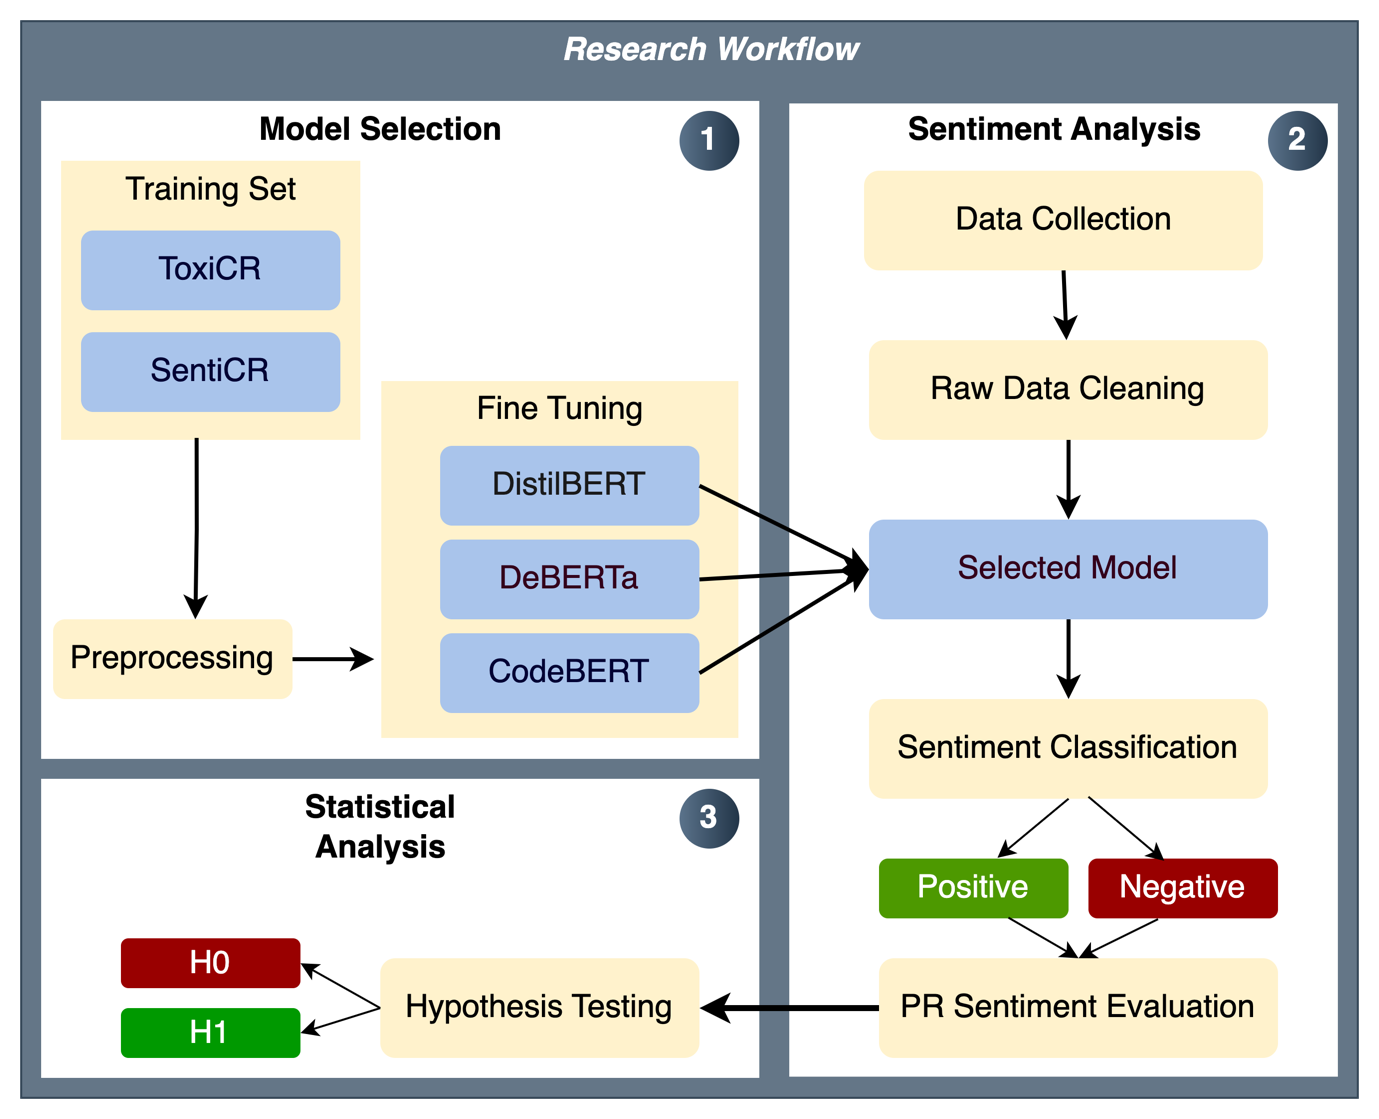 Research Workflow
Model Selection
1
Training Set
ToxiCR
SentiCR
Preprocessing
Fine Tuning
DistilBERT
DeBERTa
CodeBERT
Sentiment Analysis
2
Data Collection
Raw Data Cleaning
Selected Model
Sentiment Classification
Positive
Negative
PR Sentiment Evaluation
Statistical
Analysis
3
Hypothesis Testing
H0
H1